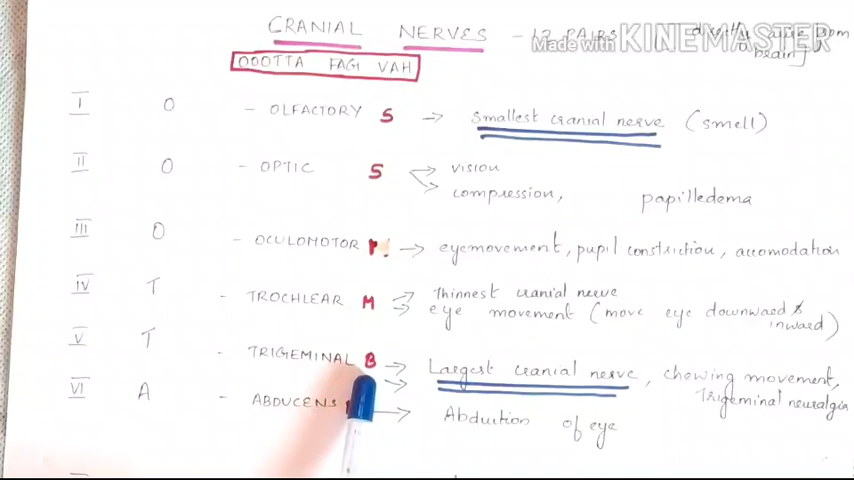 CRANIAL NERVES - 12 PAIRS
Made with KINEMASTER
brain]
OOOTTA FAGI VAH
I O - OLFACTORY S → smallest cranial nerve (smell)
II O - OPTIC S → vision
→ compression, papilledema
III O - OCULOMOTOR → eyemovement, pupil constriction, accomodation
IV T - TROCHLEAR M → Thinnest cranial nerve
→ eye movement (move eye downward & inward)
V T - TRIGEMINAL B → Largest cranial nerve, chewing movement,
→ Trigeminal neuralgia
VI A - ABDUCENS → Abduction of eye